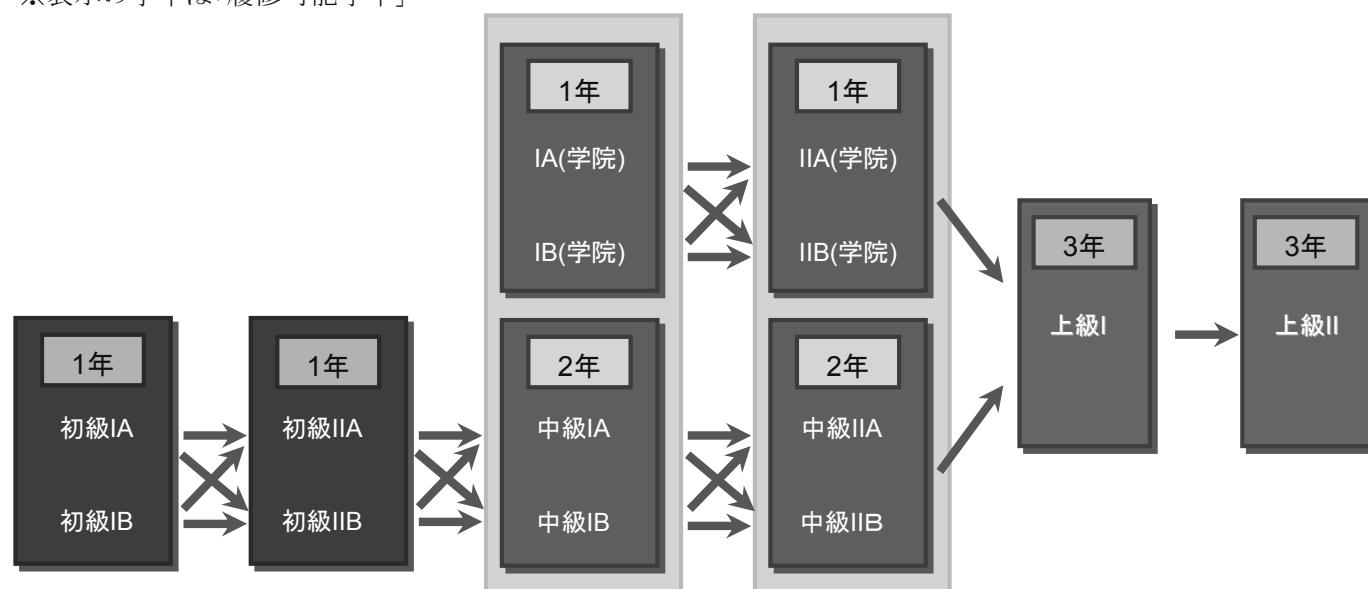 1年
IA(学院)
IB(学院)
1年
IIA(学院)
IIB(学院)
1年
初級IA
初級IB
1年
初級IIA
初級IIB
2年
中級IA
中級IB
2年
中級IIA
中級IIB
3年
上級I
3年
上級II